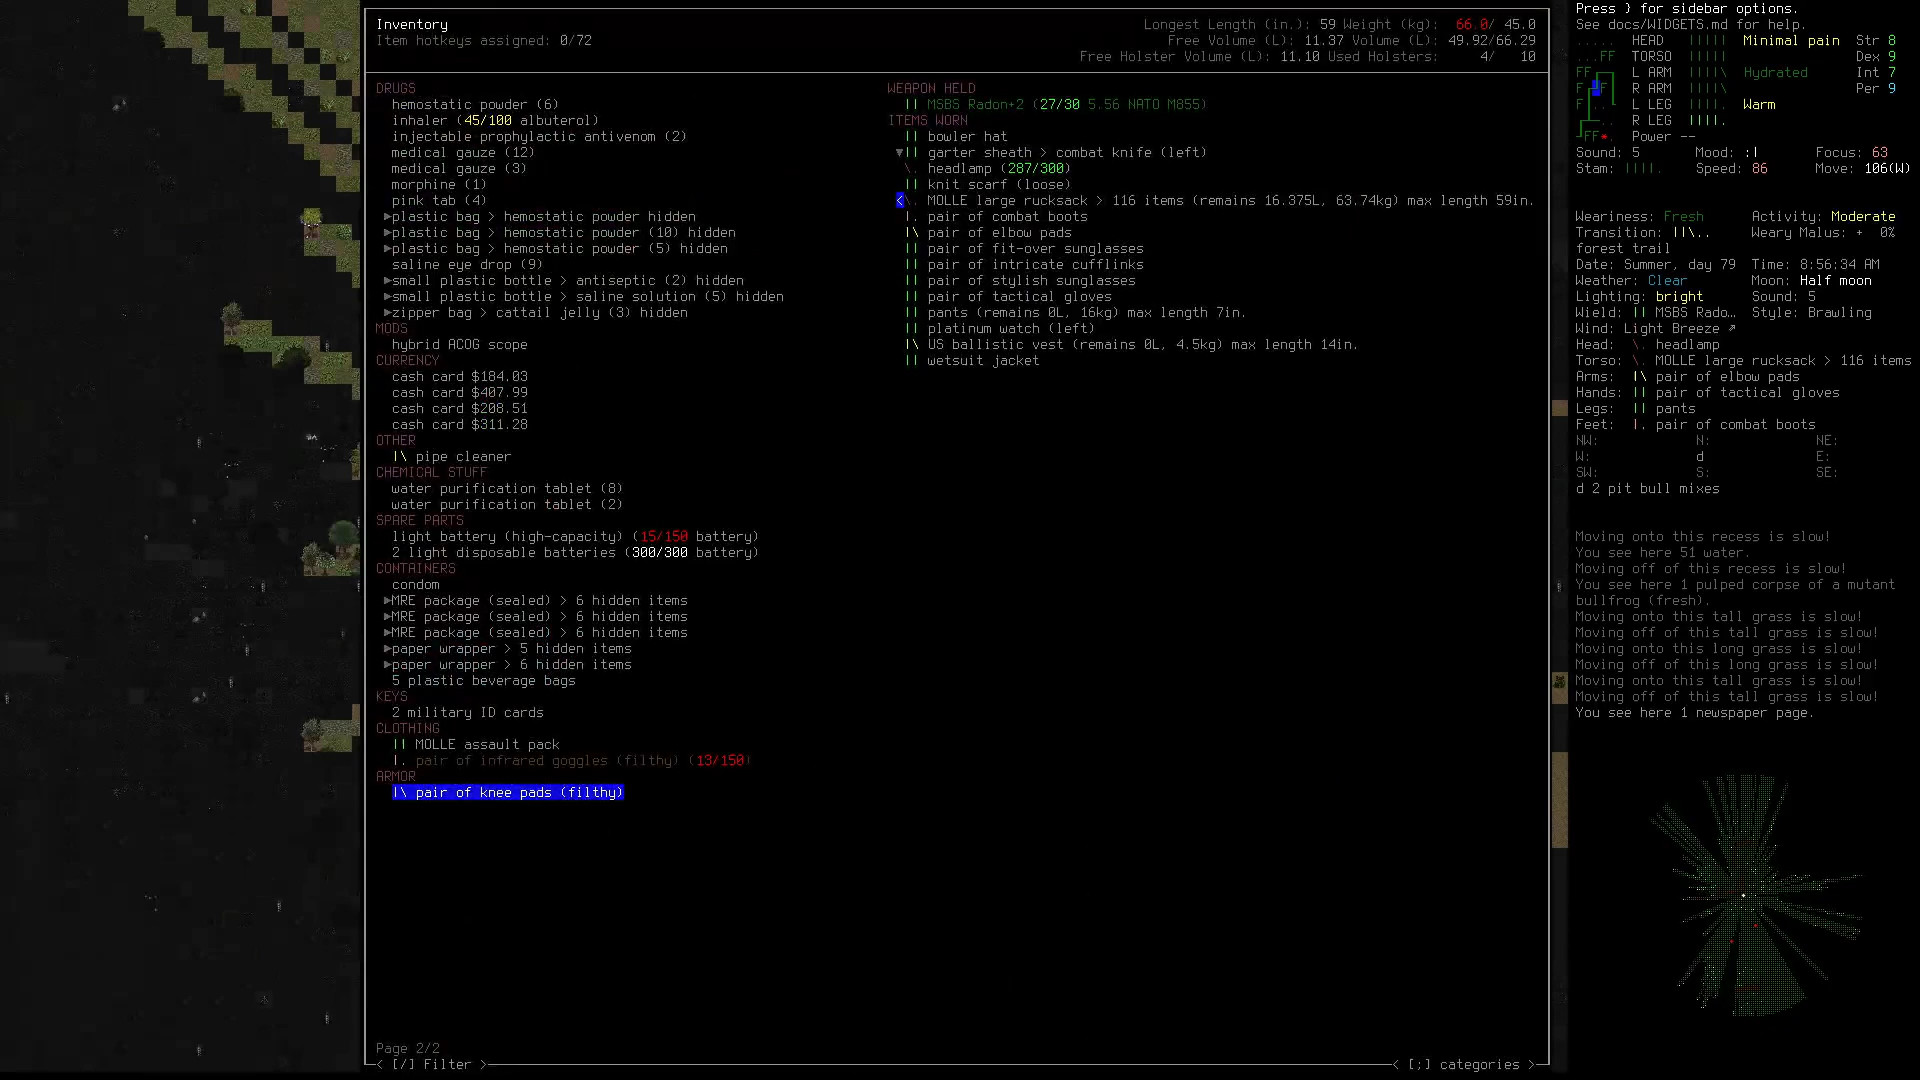 Inventory
Item hotkeys assigned: 0/72
Longest Length (in.): 59 Weight (kg): 66.0/ 45.0
Free Volume (L): 11.37 Volume (L): 49.92/66.29
Free Holster Volume (L): 11.10 Used Holsters: 4/ 10
DRUGS
hemostatic powder (6)
inhaler (45/100 albuterol)
injectable prophylactic antivenom (2)
medical gauze (12)
medical gauze (3)
morphine (1)
pink tab (4)
▶plastic bag > hemostatic powder hidden
▶plastic bag > hemostatic powder (10) hidden
▶plastic bag > hemostatic powder (5) hidden
saline eye drop (9)
▶small plastic bottle > antiseptic (2) hidden
▶small plastic bottle > saline solution (5) hidden
▶zipper bag > cattail jelly (3) hidden
MODS
hybrid ACOG scope
CURRENCY
cash card $184.03
cash card $407.99
cash card $208.51
cash card $311.28
OTHER
|\ pipe cleaner
CHEMICAL STUFF
water purification tablet (8)
water purification tablet (2)
SPARE PARTS
light battery (high-capacity) (15/150 battery)
2 light disposable batteries (300/300 battery)
CONTAINERS
condom
▶MRE package (sealed) > 6 hidden items
▶MRE package (sealed) > 6 hidden items
▶MRE package (sealed) > 6 hidden items
▶paper wrapper > 5 hidden items
▶paper wrapper > 6 hidden items
5 plastic beverage bags
KEYS
2 military ID cards
CLOTHING
|| MOLLE assault pack
|. pair of infrared goggles (filthy) (13/150)
ARMOR
|\ pair of knee pads (filthy)
WEAPON HELD
|| MSBS Radon+2 (27/30 5.56 NATO M855)
ITEMS WORN
|| bowler hat
▼|| garter sheath > combat knife (left)
\. headlamp (287/300)
|| knit scarf (loose)
<\. MOLLE large rucksack > 116 items (remains 16.375L, 63.74kg) max length 59in.
|. pair of combat boots
|\ pair of elbow pads
|| pair of fit-over sunglasses
|| pair of intricate cufflinks
|| pair of stylish sunglasses
|| pair of tactical gloves
|| pants (remains 0L, 16kg) max length 7in.
|| platinum watch (left)
|\ US ballistic vest (remains 0L, 4.5kg) max length 14in.
|| wetsuit jacket
Page 2/2
< [/] Filter >
< [;] categories >
Press } for sidebar options.
See docs/WIDGETS.md for help.
HEAD ||||| Minimal pain Str 8
TORSO ||||| Dex 9
L ARM ||||\ Hydrated Int 7
R ARM ||||\ Per 9
L LEG ||||| Warm
R LEG ||||.
Power --
Sound: 5 Mood: :| Focus: 63
Stam: ||||. Speed: 86 Move: 106(W)
Weariness: Fresh Activity: Moderate
Transition: ||\.. Weary Malus: + 0%
forest trail
Date: Summer, day 79 Time: 8:56:34 AM
Weather: Clear Moon: Half moon
Lighting: bright Sound: 5
Wield: || MSBS Rado… Style: Brawling
Wind: Light Breeze ↗
Head: \. headlamp
Torso: \. MOLLE large rucksack > 116 items
Arms: |\ pair of elbow pads
Hands: || pair of tactical gloves
Legs: || pants
Feet: |. pair of combat boots
NW: N: NE:
W: d E:
SW: S: SE:
d 2 pit bull mixes
Moving onto this recess is slow!
You see here 51 water.
Moving off of this recess is slow!
You see here 1 pulped corpse of a mutant
bullfrog (fresh).
Moving onto this tall grass is slow!
Moving off of this tall grass is slow!
Moving onto this long grass is slow!
Moving off of this long grass is slow!
Moving onto this tall grass is slow!
Moving off of this tall grass is slow!
You see here 1 newspaper page.